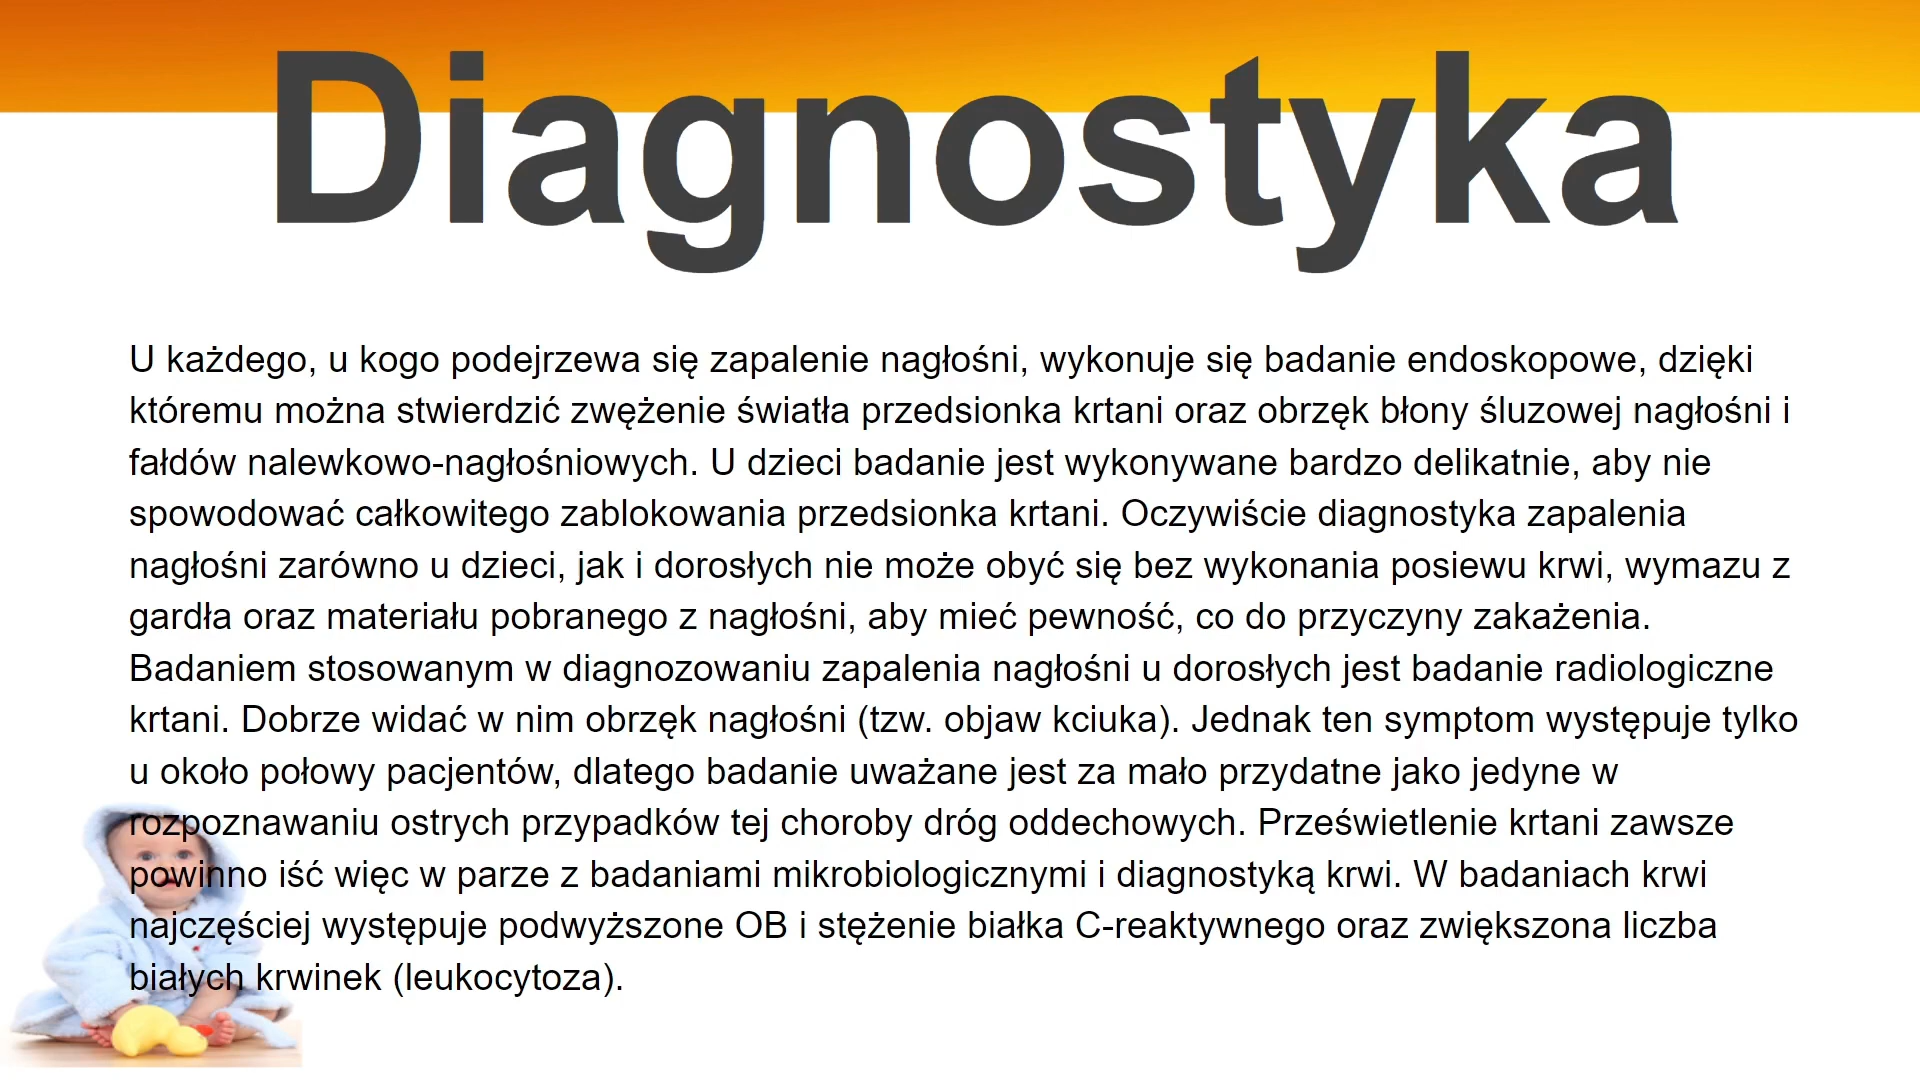 Diagnostyka
U każdego, u kogo podejrzewa się zapalenie nagłośni, wykonuje się badanie endoskopowe, dzięki
któremu można stwierdzić zwężenie światła przedsionka krtani oraz obrzęk błony śluzowej nagłośni i
fałdów nalewkowo-nagłośniowych. U dzieci badanie jest wykonywane bardzo delikatnie, aby nie
spowodować całkowitego zablokowania przedsionka krtani. Oczywiście diagnostyka zapalenia
nagłośni zarówno u dzieci, jak i dorosłych nie może obyć się bez wykonania posiewu krwi, wymazu z
gardła oraz materiału pobranego z nagłośni, aby mieć pewność, co do przyczyny zakażenia.
Badaniem stosowanym w diagnozowaniu zapalenia nagłośni u dorosłych jest badanie radiologiczne
krtani. Dobrze widać w nim obrzęk nagłośni (tzw. objaw kciuka). Jednak ten symptom występuje tylko
u około połowy pacjentów, dlatego badanie uważane jest za mało przydatne jako jedyne w
rozpoznawaniu ostrych przypadków tej choroby dróg oddechowych. Prześwietlenie krtani zawsze
powinno iść więc w parze z badaniami mikrobiologicznymi i diagnostyką krwi. W badaniach krwi
najczęściej występuje podwyższone OB i stężenie białka C-reaktywnego oraz zwiększona liczba
białych krwinek (leukocytoza).